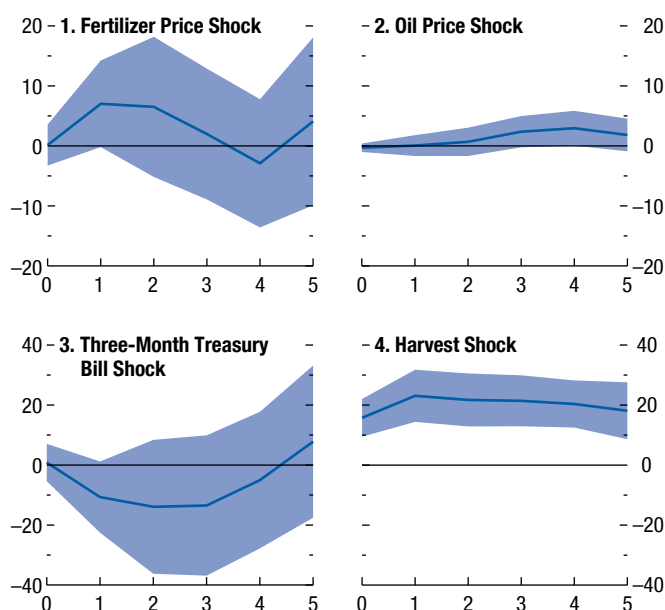 1. Fertilizer Price Shock
20
10
0
–10
–20
0 1 2 3 4 5
2. Oil Price Shock
20
10
0
–10
–20
0 1 2 3 4 5
3. Three-Month Treasury
Bill Shock
40
20
0
–20
–40
0 1 2 3 4 5
4. Harvest Shock
40
20
0
–20
–40
0 1 2 3 4 5